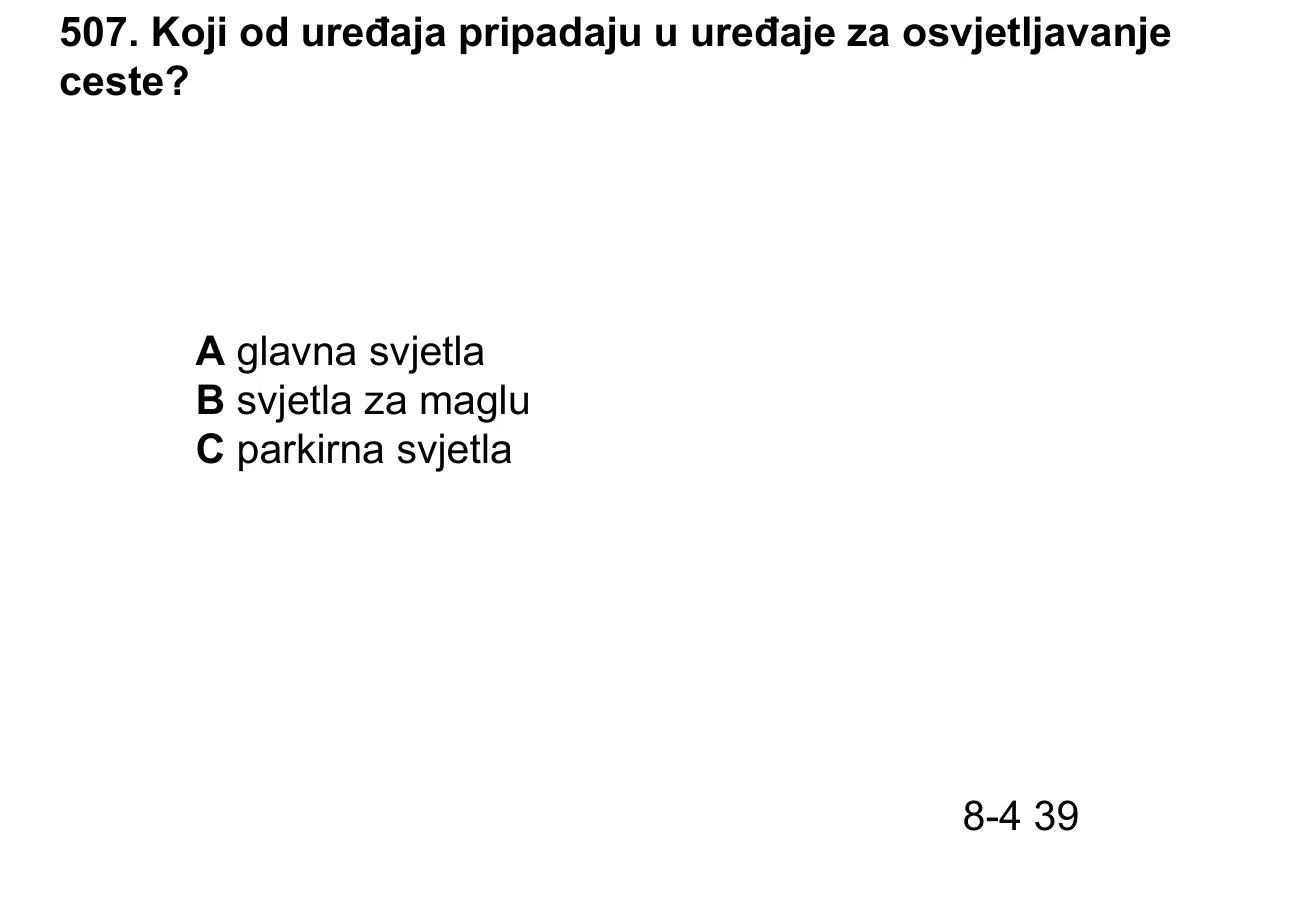 507. Koji od uređaja pripadaju u uređaje za osvjetljavanje
ceste?
A glavna svjetla
B svjetla za maglu
C parkirna svjetla
8-4 39